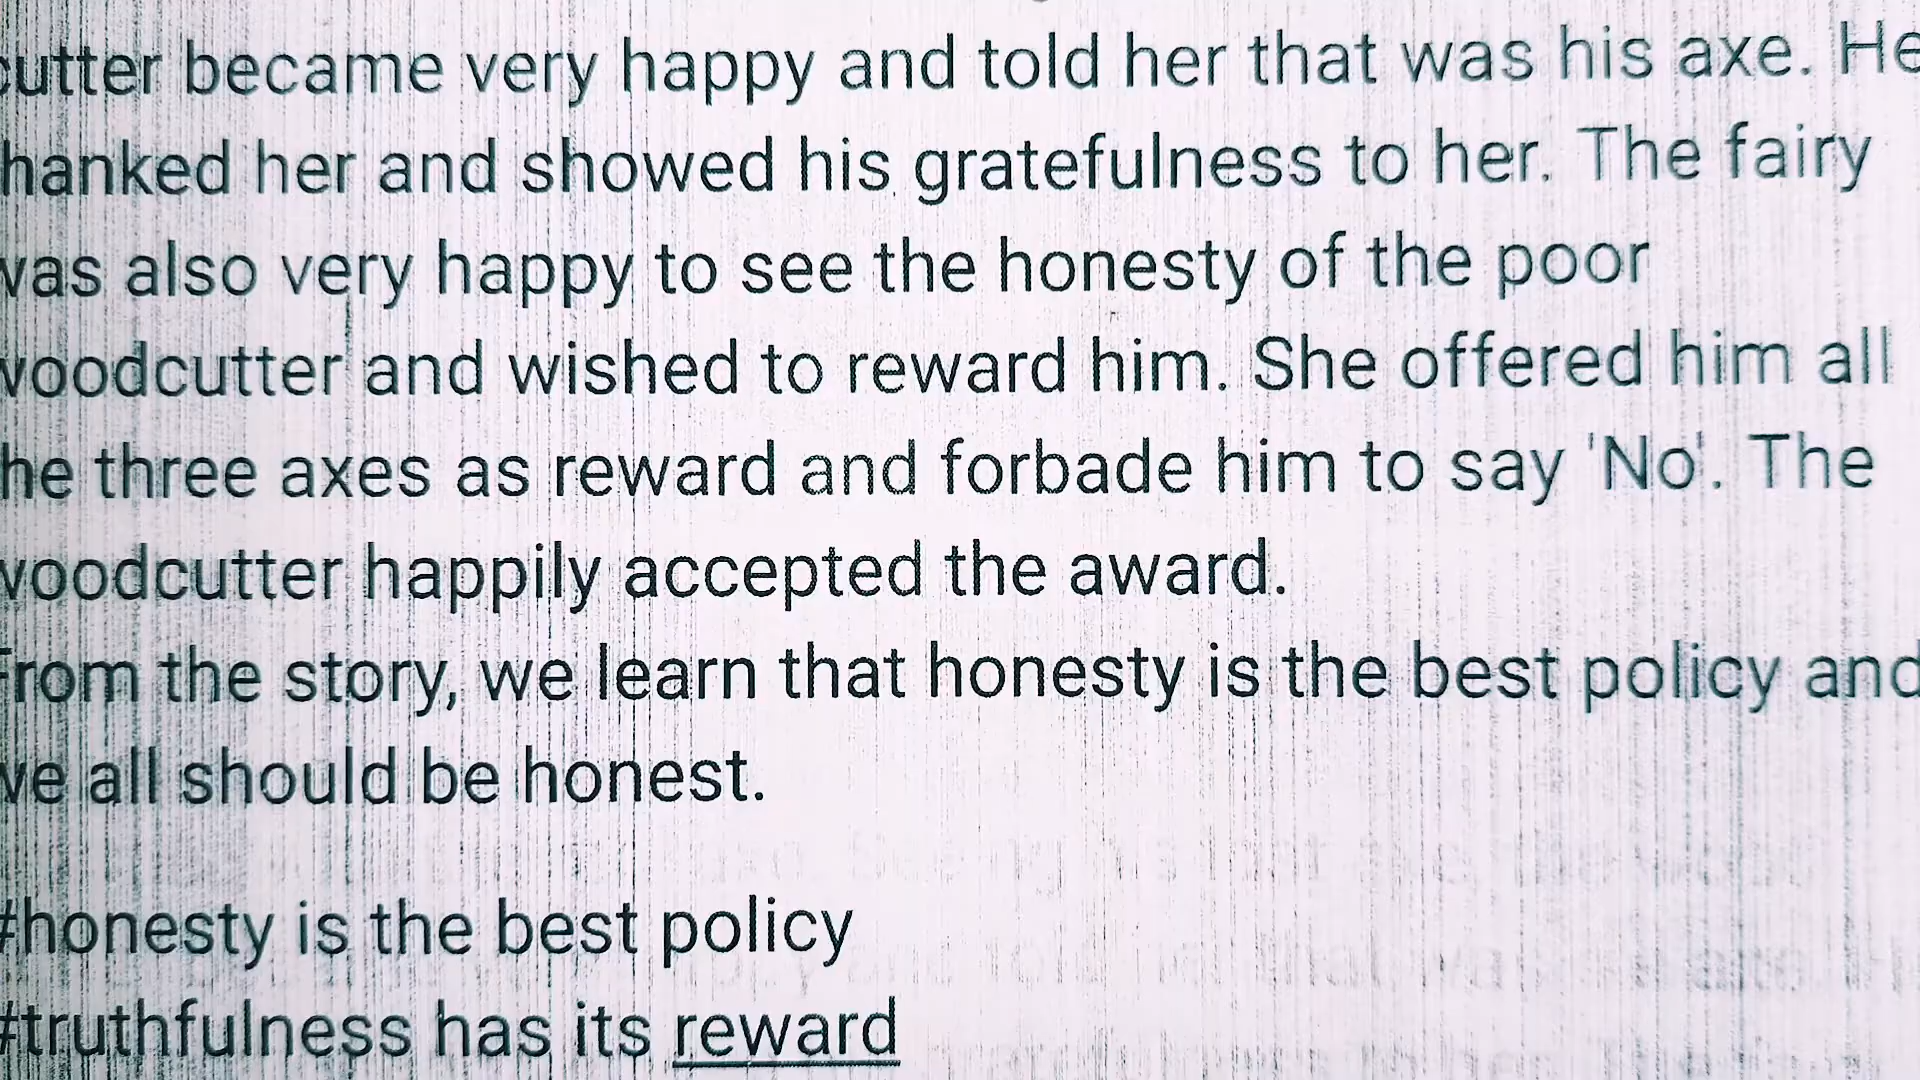 cutter became very happy and told her that was his axe. He
hanked her and showed his gratefulness to her. The fairy
was also very happy to see the honesty of the poor
woodcutter and wished to reward him. She offered him all
he three axes as reward and forbade him to say 'No'. The
woodcutter happily accepted the award.
From the story, we learn that honesty is the best policy and
we all should be honest.
#honesty is the best policy
#truthfulness has its reward